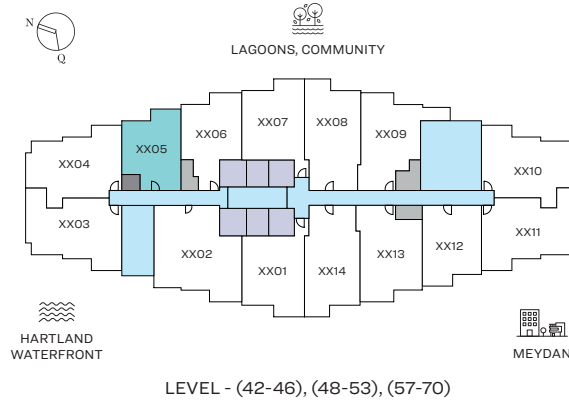 N
Q
LAGOONS, COMMUNITY
XX07
XX08
XX06
XX09
XX05
XX04
XX10
XX03
XX11
XX02
XX12
XX13
XX01
XX14
HARTLAND
WATERFRONT
MEYDAN
LEVEL - (42-46), (48-53), (57-70)